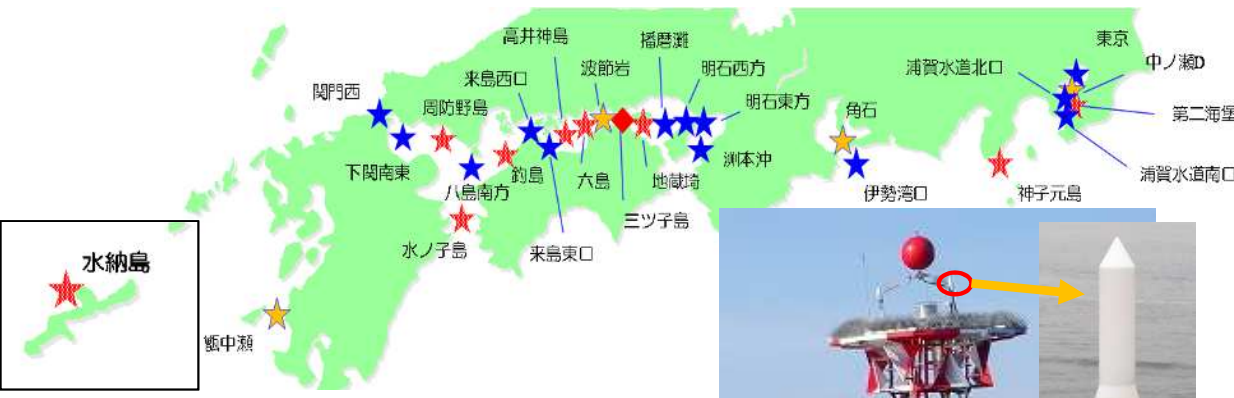 高井神島
播磨灘
東京
来島西口
波節岩
明石西方
浦賀水道北口
中ノ瀬D
関門西
周防野島
明石東方
角石
第二海堡
下関南東
八島南方
釣島
六島
地蔵埼
洲本沖
伊勢湾口
神子元島
浦賀水道南口
三ツ子島
水ノ子島
来島東口
水納島
甑中瀬